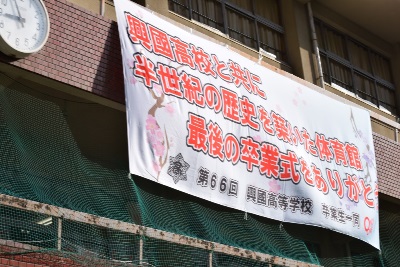 興國高校と共に
半世紀の歴史を築いた体育館
最後の卒業式をありがと
第66回 興國高等学校 卒業生一同